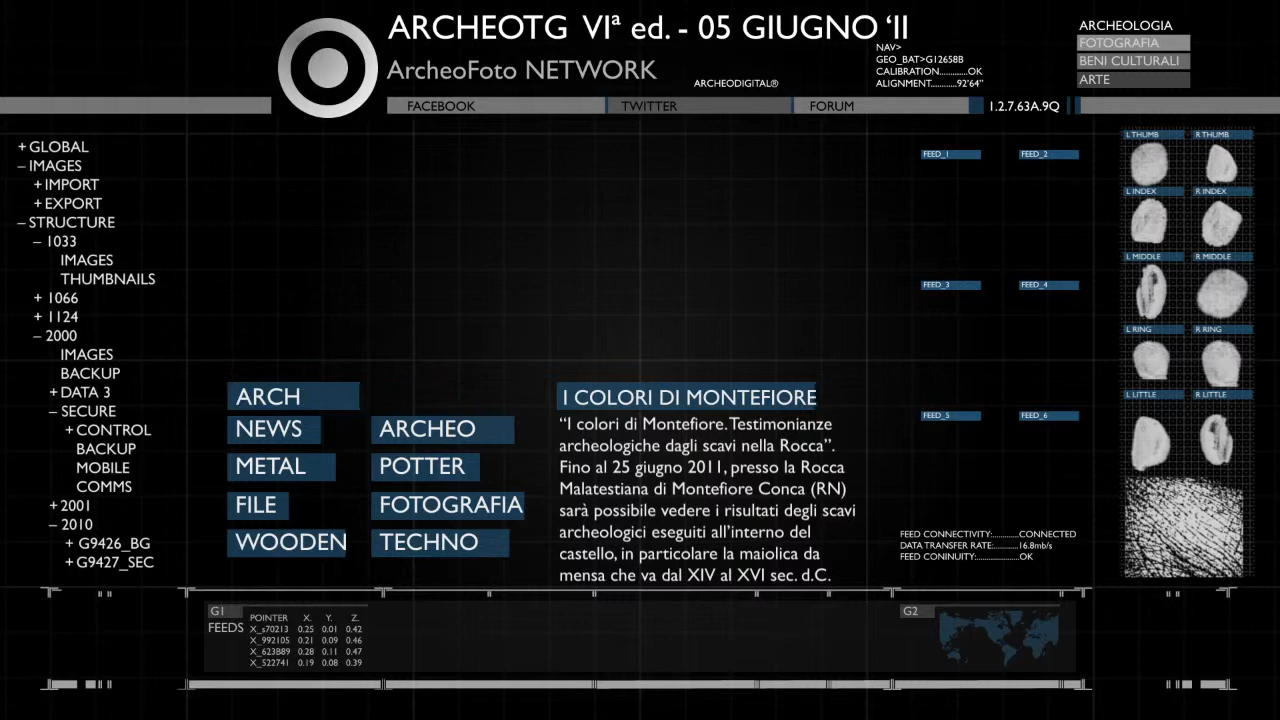 ARCHEOTG VIª ed. - 05 GIUGNO ‘II
ArcheoFoto NETWORK
ARCHEODIGITAL®
NAV>
GEO_BAT>G12658B
CALIBRATION............OK
ALIGNMENT...........92'64"
ARCHEOLOGIA
FOTOGRAFIA
BENI CULTURALI
ARTE
FACEBOOK
TWITTER
FORUM
1.2.7.63A.9Q
+ GLOBAL
– IMAGES
+ IMPORT
+ EXPORT
– STRUCTURE
– 1033
IMAGES
THUMBNAILS
+ 1066
+ 1124
– 2000
IMAGES
BACKUP
+ DATA 3
– SECURE
+ CONTROL
BACKUP
MOBILE
COMMS
+ 2001
– 2010
+ G9426_BG
+ G9427_SEC
ARCH
NEWS
METAL
FILE
WOODEN
ARCHEO
POTTER
FOTOGRAFIA
TECHNO
I COLORI DI MONTEFIORE
“I colori di Montefiore. Testimonianze
archeologiche dagli scavi nella Rocca”.
Fino al 25 giugno 2011, presso la Rocca
Malatestiana di Montefiore Conca (RN)
sarà possibile vedere i risultati degli scavi
archeologici eseguiti all’interno del
castello, in particolare la maiolica da
mensa che va dal XIV al XVI sec. d.C.
FEED_1
FEED_2
FEED_3
FEED_4
FEED_5
FEED_6
FEED CONNECTIVITY:...........CONNECTED
DATA TRANSFER RATE:...........16.8mb/s
FEED CONINUITY:...................OK
L THUMB
R THUMB
L INDEX
R INDEX
L MIDDLE
R MIDDLE
L RING
R RING
L LITTLE
R LITTLE
G1
FEEDS
POINTER X. Y. Z.
X_s70213 0.25 0.01 0.42
X_992105 0.21 0.09 0.46
X_623B89 0.28 0.11 0.47
X_522741 0.19 0.08 0.39
G2